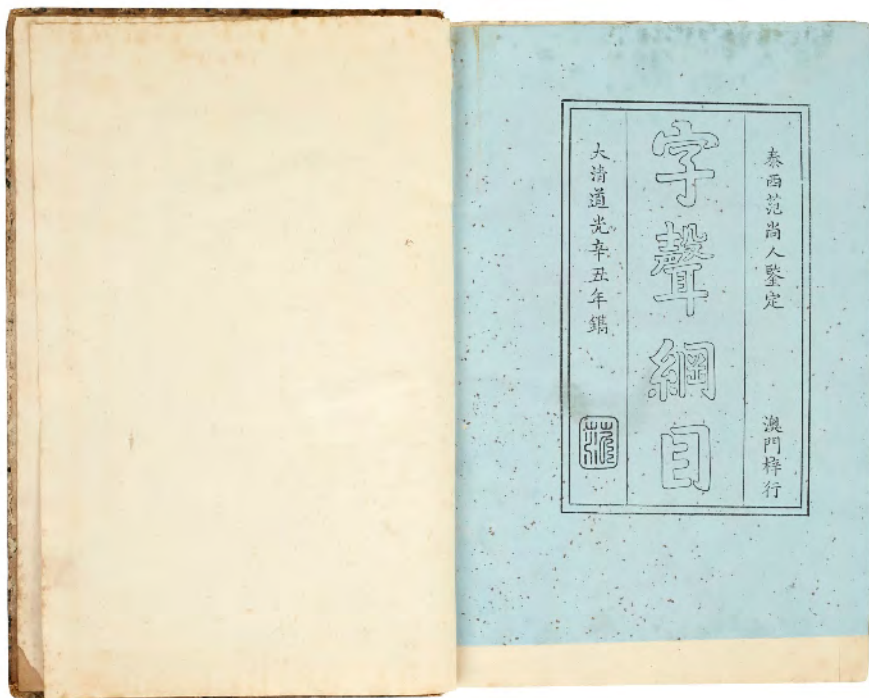 泰西范尚人鑒定
澳門梓行
字聲綱目
大清道光辛丑年鐫
范